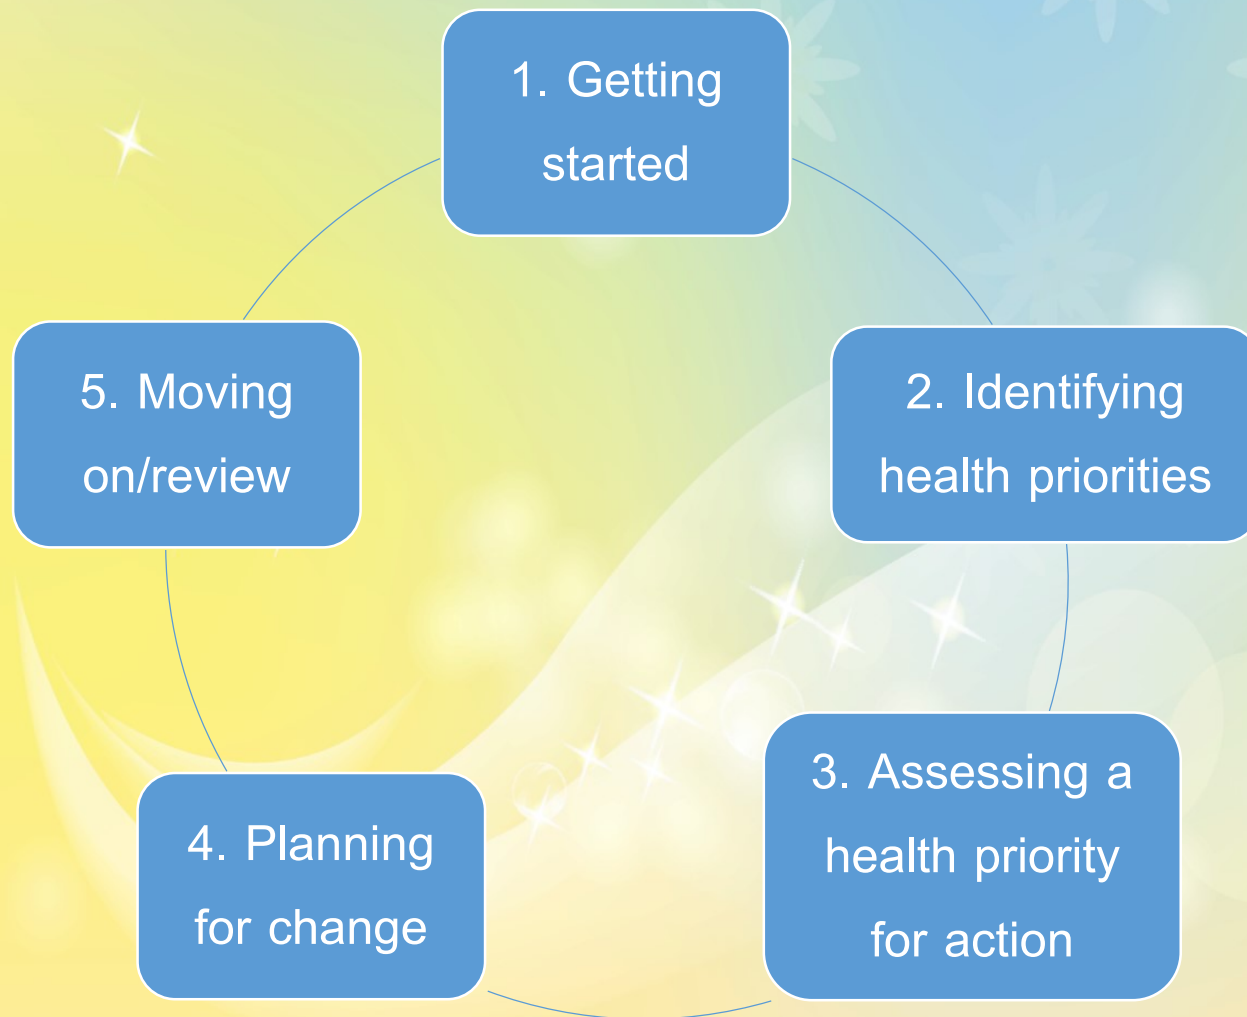 1. Getting
started
2. Identifying
health priorities
3. Assessing a
health priority
for action
4. Planning
for change
5. Moving
on/review